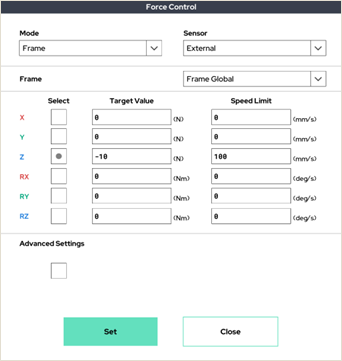 Force Control
Mode Sensor
Frame External
Frame Frame Global
Select Target Value Speed Limit
X 0 (N) 0 (mm/s)
Y 0 (N) 0 (mm/s)
Z -10 (N) 100 (mm/s)
RX 0 (Nm) 0 (deg/s)
RY 0 (Nm) 0 (deg/s)
RZ 0 (Nm) 0 (deg/s)
Advanced Settings
Set Close